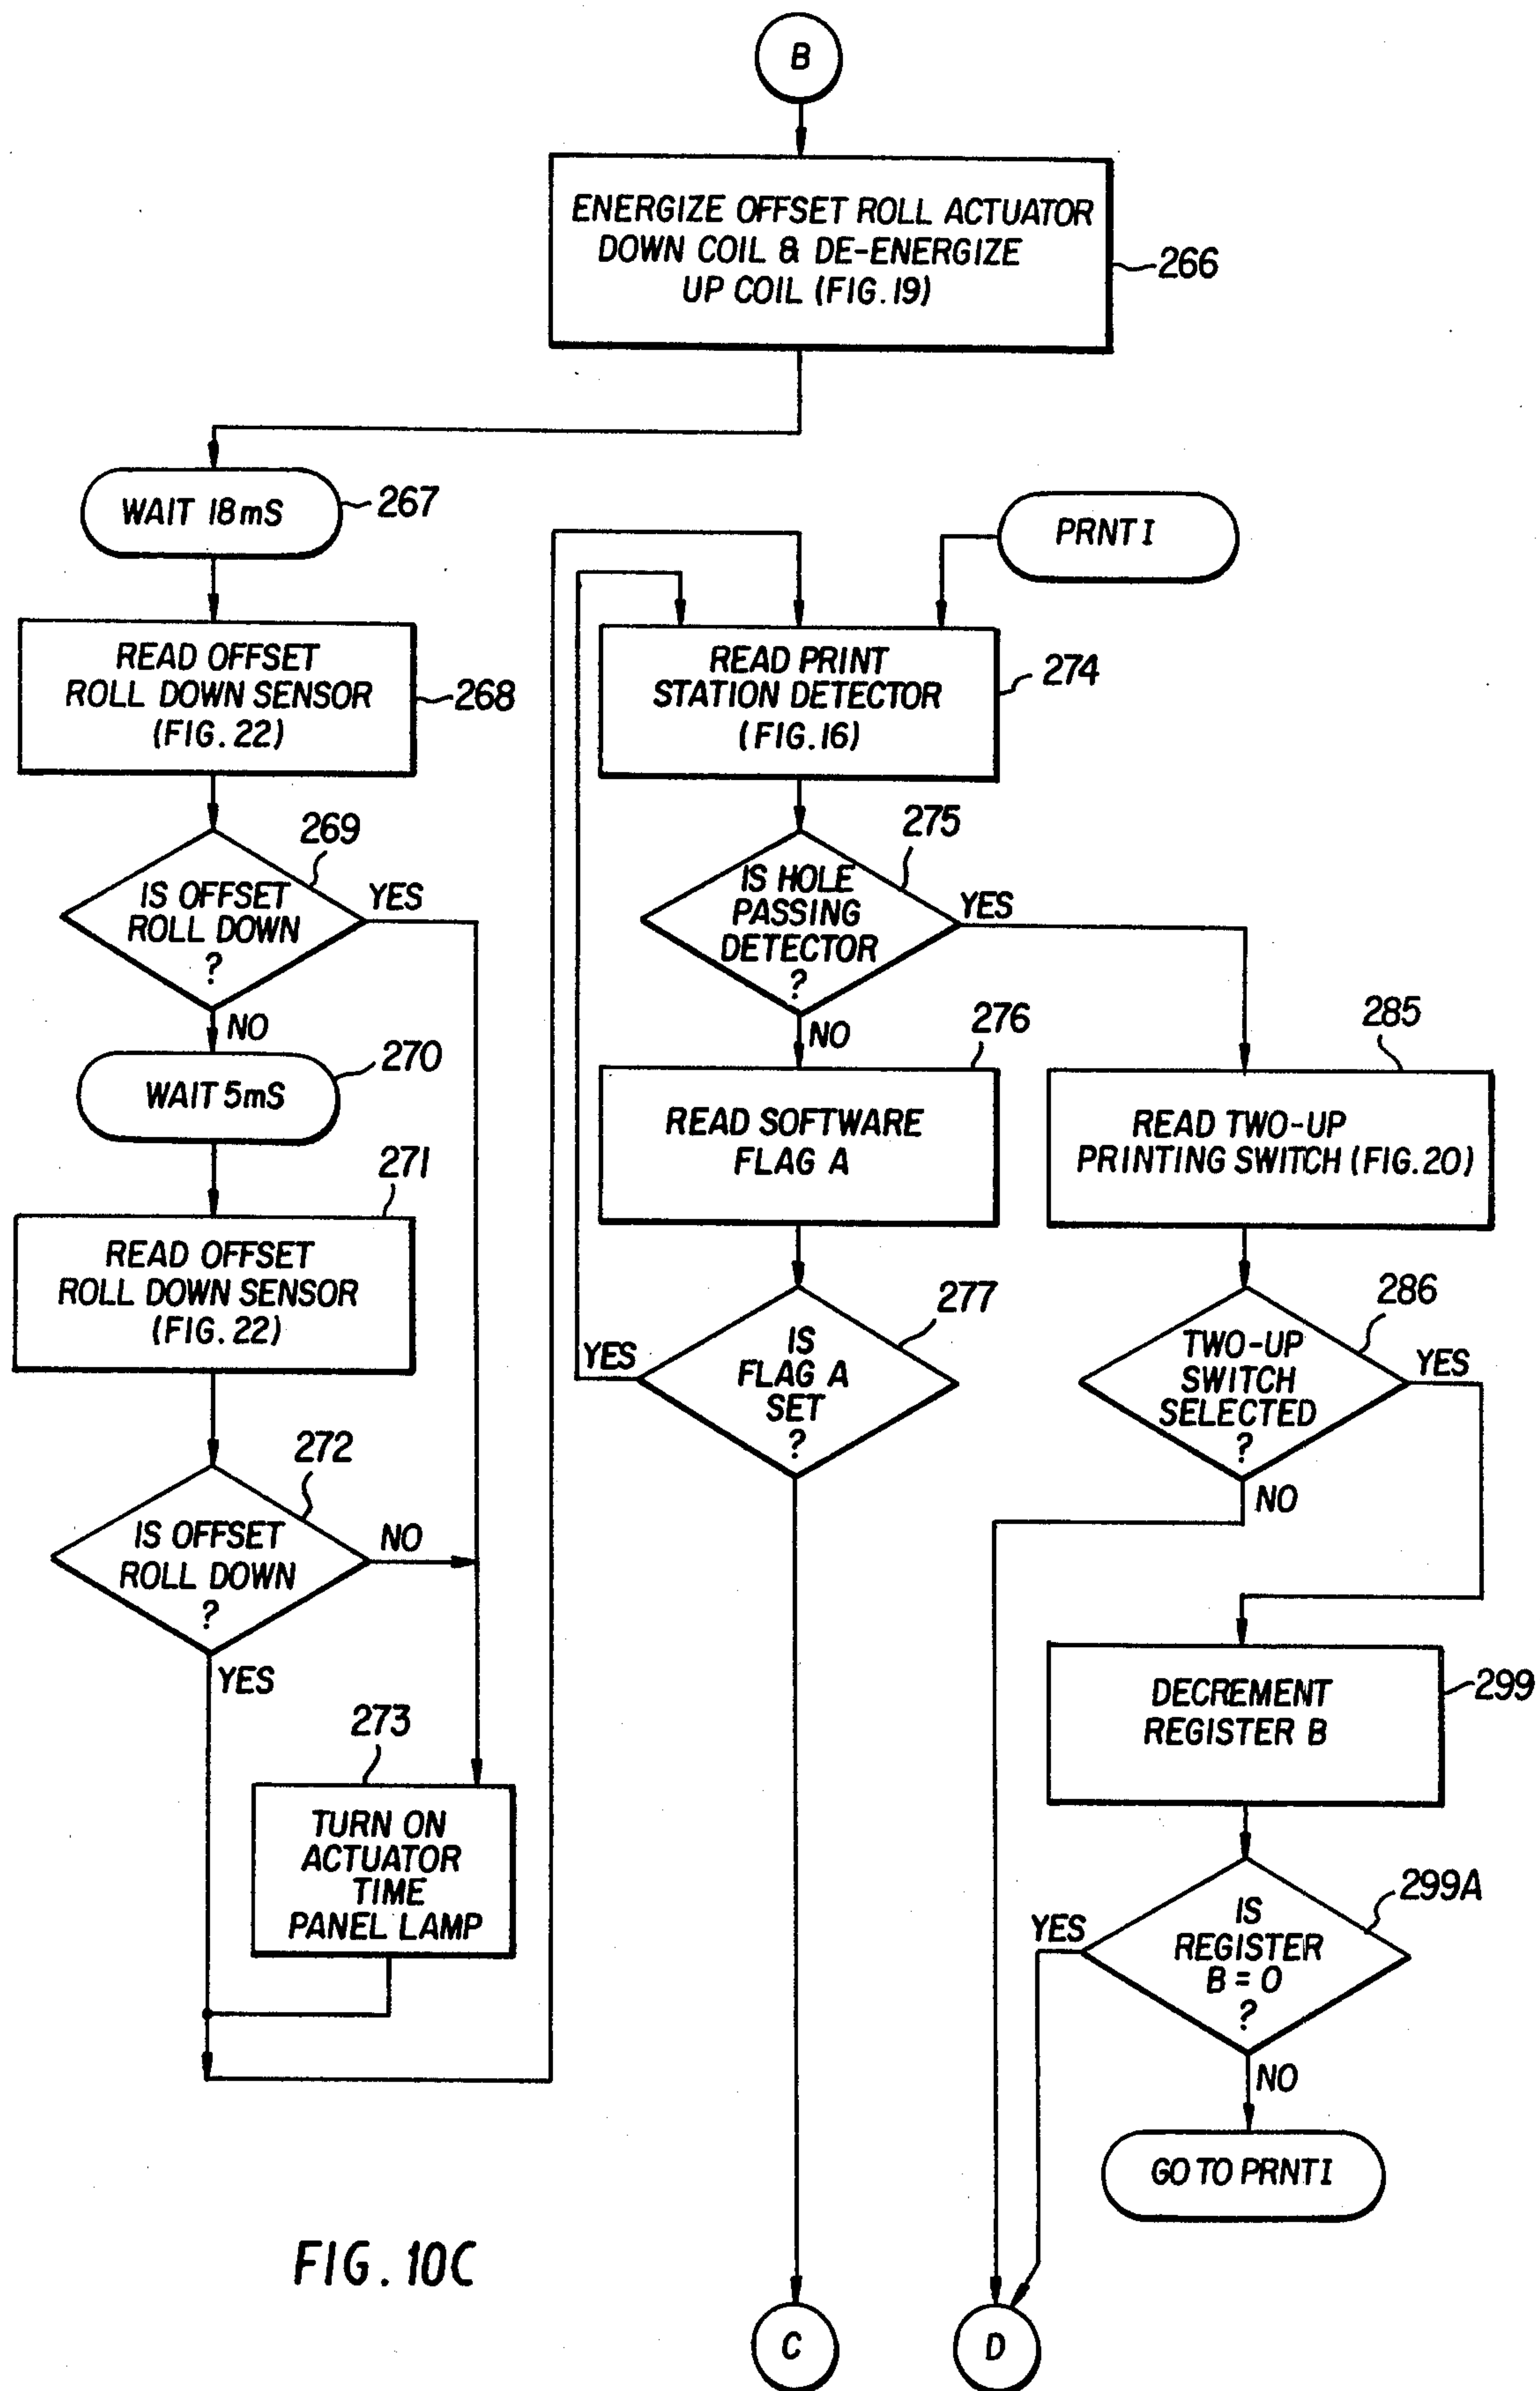 B
ENERGIZE OFFSET ROLL ACTUATOR
DOWN COIL & DE-ENERGIZE
UP COIL (FIG. 19)
266
WAIT 18mS
267
PRNT I
READ OFFSET
ROLL DOWN SENSOR
(FIG. 22)
268
READ PRINT
STATION DETECTOR
(FIG. 16)
274
269
IS OFFSET
ROLL DOWN
?
YES
NO
275
IS HOLE
PASSING
DETECTOR
?
YES
NO
270
WAIT 5mS
276
READ SOFTWARE
FLAG A
285
READ TWO-UP
PRINTING SWITCH (FIG. 20)
271
READ OFFSET
ROLL DOWN SENSOR
(FIG. 22)
277
IS
FLAG A
SET
?
YES
286
TWO-UP
SWITCH
SELECTED
?
YES
NO
272
IS OFFSET
ROLL DOWN
?
NO
YES
273
TURN ON
ACTUATOR
TIME
PANEL LAMP
DECREMENT
REGISTER B
299
299A
IS
REGISTER
B = 0
?
YES
NO
GO TO PRNT I
FIG. 10C
C
D